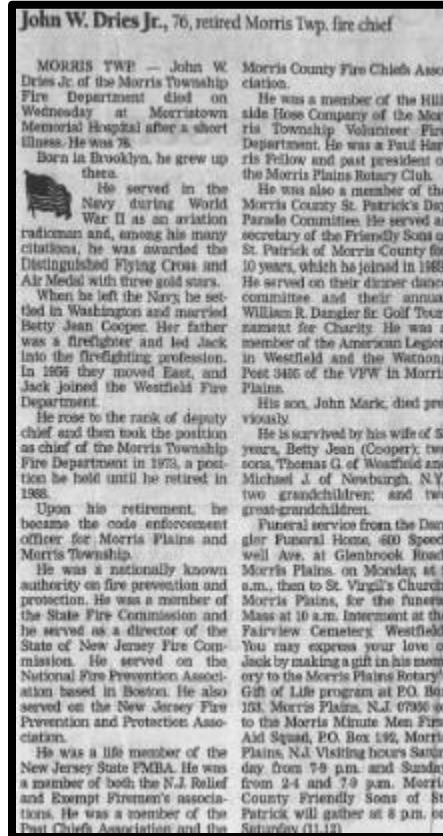 John W. Dries Jr., 76, retired Morris Twp. fire chief
MORRIS TWP. — John W.
Dries Jr. of the Morris Township
Fire Department died on
Wednesday at Morristown
Memorial Hospital after a short
illness. He was 76.
Born in Brooklyn, he grew up
there.
He served in the
Navy during World
War II as an aviation
radioman and, among his many
citations, he was awarded the
Distinguished Flying Cross and
Air Medal with three gold stars.
When he left the Navy, he set-
tled in Washington and married
Betty Jean Cooper. Her father
was a firefighter and led Jack
into the firefighting profession.
In 1956 they moved East, and
Jack joined the Westfield Fire
Department.
He rose to the rank of deputy
chief and then took the position
as chief of the Morris Township
Fire Department in 1973, a posi-
tion he held until he retired in
1988.
Upon his retirement, he
became the code enforcement
officer for Morris Plains and
Morris Township.
He was a nationally known
authority on fire prevention and
protection. He was a member of
the State Fire Commission and
he served as a director of the
State of New Jersey Fire Com-
mission. He served on the
National Fire Prevention Associ-
ation based in Boston. He also
served on the New Jersey Fire
Prevention and Protection Asso-
ciation.
He was a life member of the
New Jersey State FMBA. He was
a member of both the N.J. Relief
and Exempt Firemen's associa-
tions. He was a member of the
Past Chiefs Association and the
Morris County Fire Chiefs Asso
ciation.
He was a member of the Hill
side Hose Company of the Mor
ris Township Volunteer Fire
Department. He was a Paul Har
ris Fellow and past president o
the Morris Plains Rotary Club.
He was also a member of the
Morris County St. Patrick's Day
Parade Committee. He served a
secretary of the Friendly Sons o
St. Patrick of Morris County for
10 years, which he joined in
He served on their dinner dance
committee and their annua
William R. Dangler Sr. Golf Tour
nament for Charity. He was a
member of the American Legion
in Westfield and the Watnon
Post 3495 of the VFW in Morri
Plains.
His son, John Mark, died pre
viously.
He is survived by his wife of 5
years, Betty Jean (Cooper); two
sons, Thomas G. of Westfield and
Michael J. of Newburgh, N.Y.
two grandchildren; and two
great-grandchildren.
Funeral service from the Dan
gler Funeral Home, 600 Speed
well Ave. at Glenbrook Road
Morris Plains, on Monday, at
a.m., then to St. Virgil's Church
Morris Plains, for the funera
Mass at 10 a.m. Interment at the
Fairview Cemetery, Westfield
You may express your love o
Jack by making a gift in his mem
ory to the Morris Plains Rotary's
Gift of Life program at P.O. Box
153, Morris Plains, N.J. 07950 o
to the Morris Minute Men First
Aid Squad, P.O. Box 192, Morri
Plains, N.J. Visiting hours Satur
day from 7-9 p.m. and Sunday
from 2-4 and 7-9 p.m. Morri
County Friendly Sons of St
Patrick will gather at 8 p.m. o
Saturday (11.12)